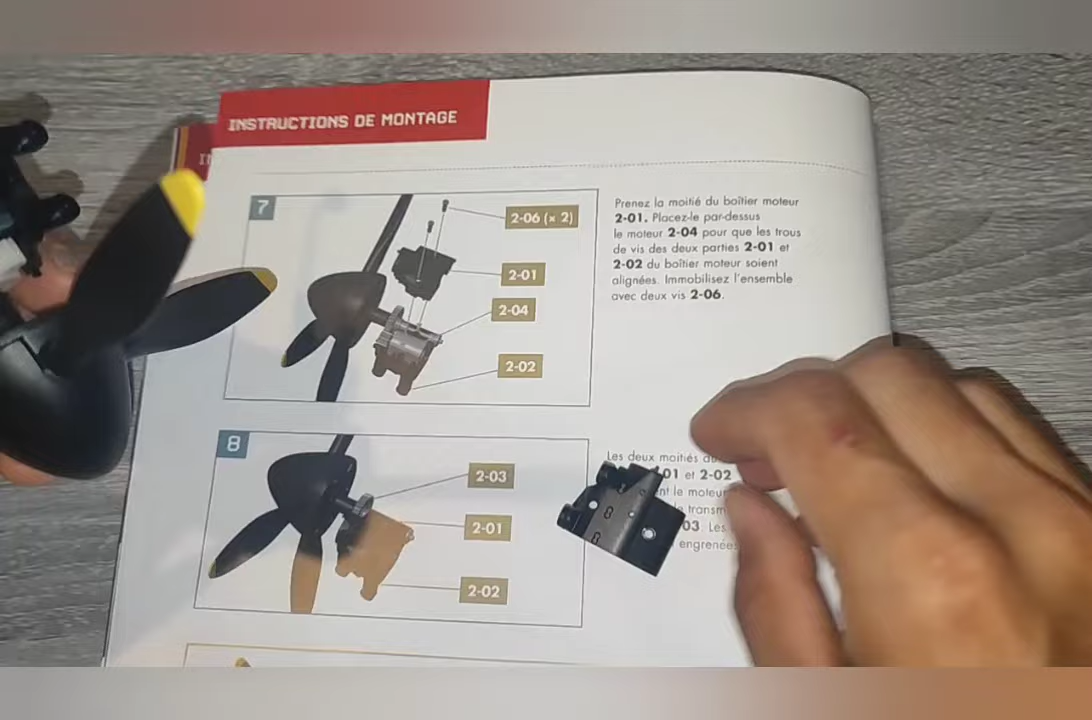 INSTRUCTIONS DE MONTAGE
7
2-06 (× 2)
2-01
2-04
2-02
Prenez la moitié du boîtier moteur
2-01. Placez-le par-dessus
le moteur 2-04 pour que les trous
de vis des deux parties 2-01 et
2-02 du boîtier moteur soient
alignées. Immobilisez l'ensemble
avec deux vis 2-06.
8
2-03
2-01
2-02
Les deux moitiés
01 et 2-02
le moteur
03. Les
engrenées
8
8